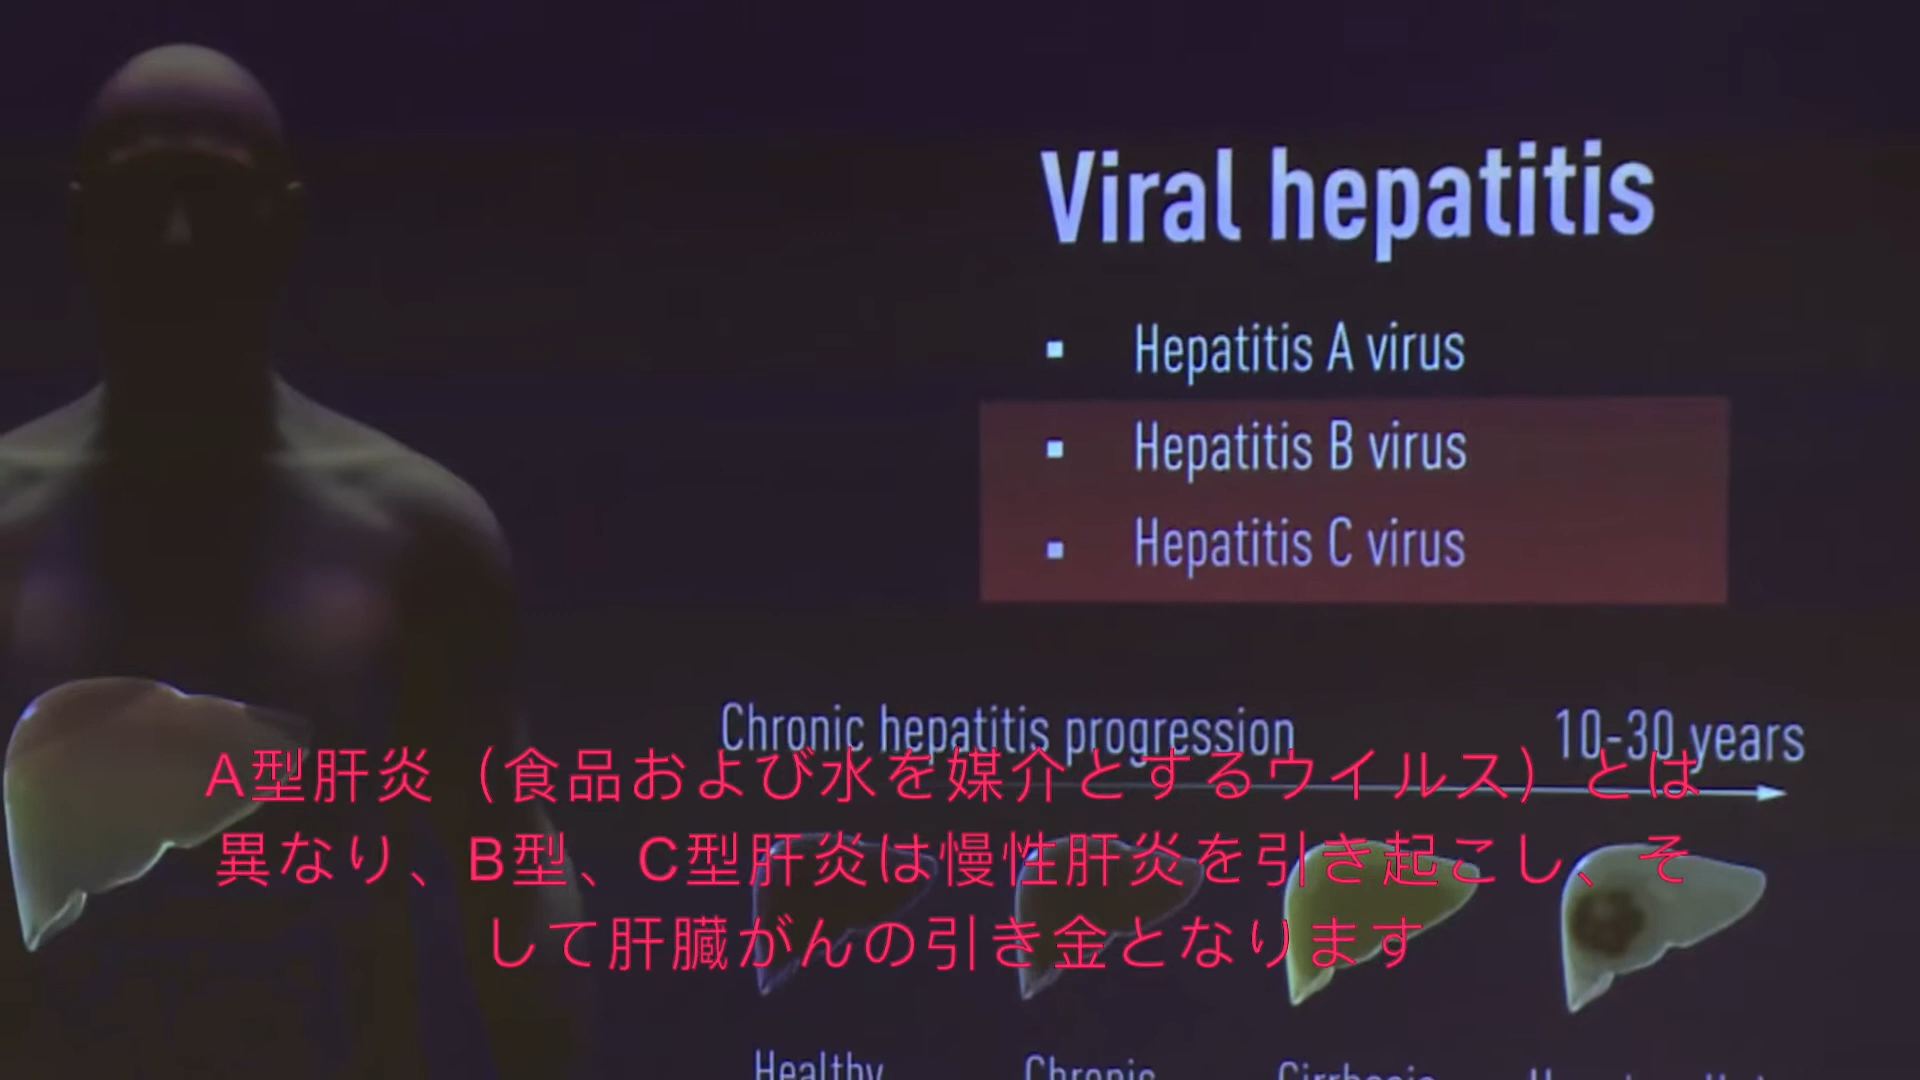 Viral hepatitis
▪ Hepatitis A virus
▪ Hepatitis B virus
▪ Hepatitis C virus
Chronic hepatitis progression
10-30 years
A型肝炎（食品および水を媒介とするウイルス）とは
異なり、B型、C型肝炎は慢性肝炎を引き起こし、そ
して肝臓がんの引き金となります
Healthy
Chronic
Cirrhosis